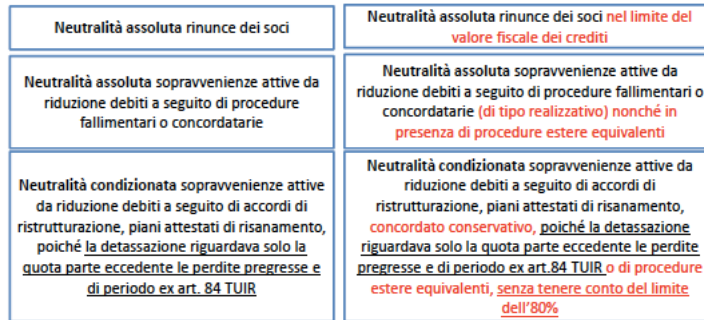 Neutralità assoluta rinunce dei soci
Neutralità assoluta sopravvenienze attive da
riduzione debiti a seguito di procedure
fallimentari o concordatarie
Neutralità condizionata sopravvenienze attive
da riduzione debiti a seguito di accordi di
ristrutturazione, piani attestati di risanamento,
poiché la detassazione riguardava solo la
quota parte eccedente le perdite pregresse e
di periodo ex art. 84 TUIR
Neutralità assoluta rinunce dei soci nel limite del
valore fiscale dei crediti
Neutralità assoluta sopravvenienze attive da
riduzione debiti a seguito di procedure fallimentari o
concordatarie (di tipo realizzativo) nonché in
presenza di procedure estere equivalenti
Neutralità condizionata sopravvenienze attive da
riduzione debiti a seguito di accordi di
ristrutturazione, piani attestati di risanamento,
concordato conservativo, poiché la detassazione
riguardava solo la quota parte eccedente le perdite
pregresse e di periodo ex art.84 TUIR o di procedure
estere equivalenti, senza tenere conto del limite
dell'80%